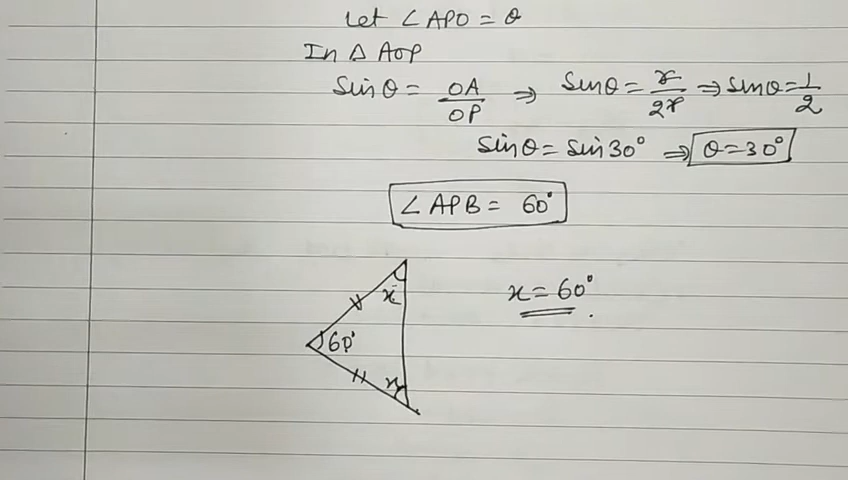 Let ∠APO = θ
In Δ AOP
Sinθ = OA/OP ⇒ Sinθ = r/2r ⇒ Sinθ = 1/2
Sinθ = Sin30° ⇒ θ = 30°
∠APB = 60°
x
x = 60°
60°
x